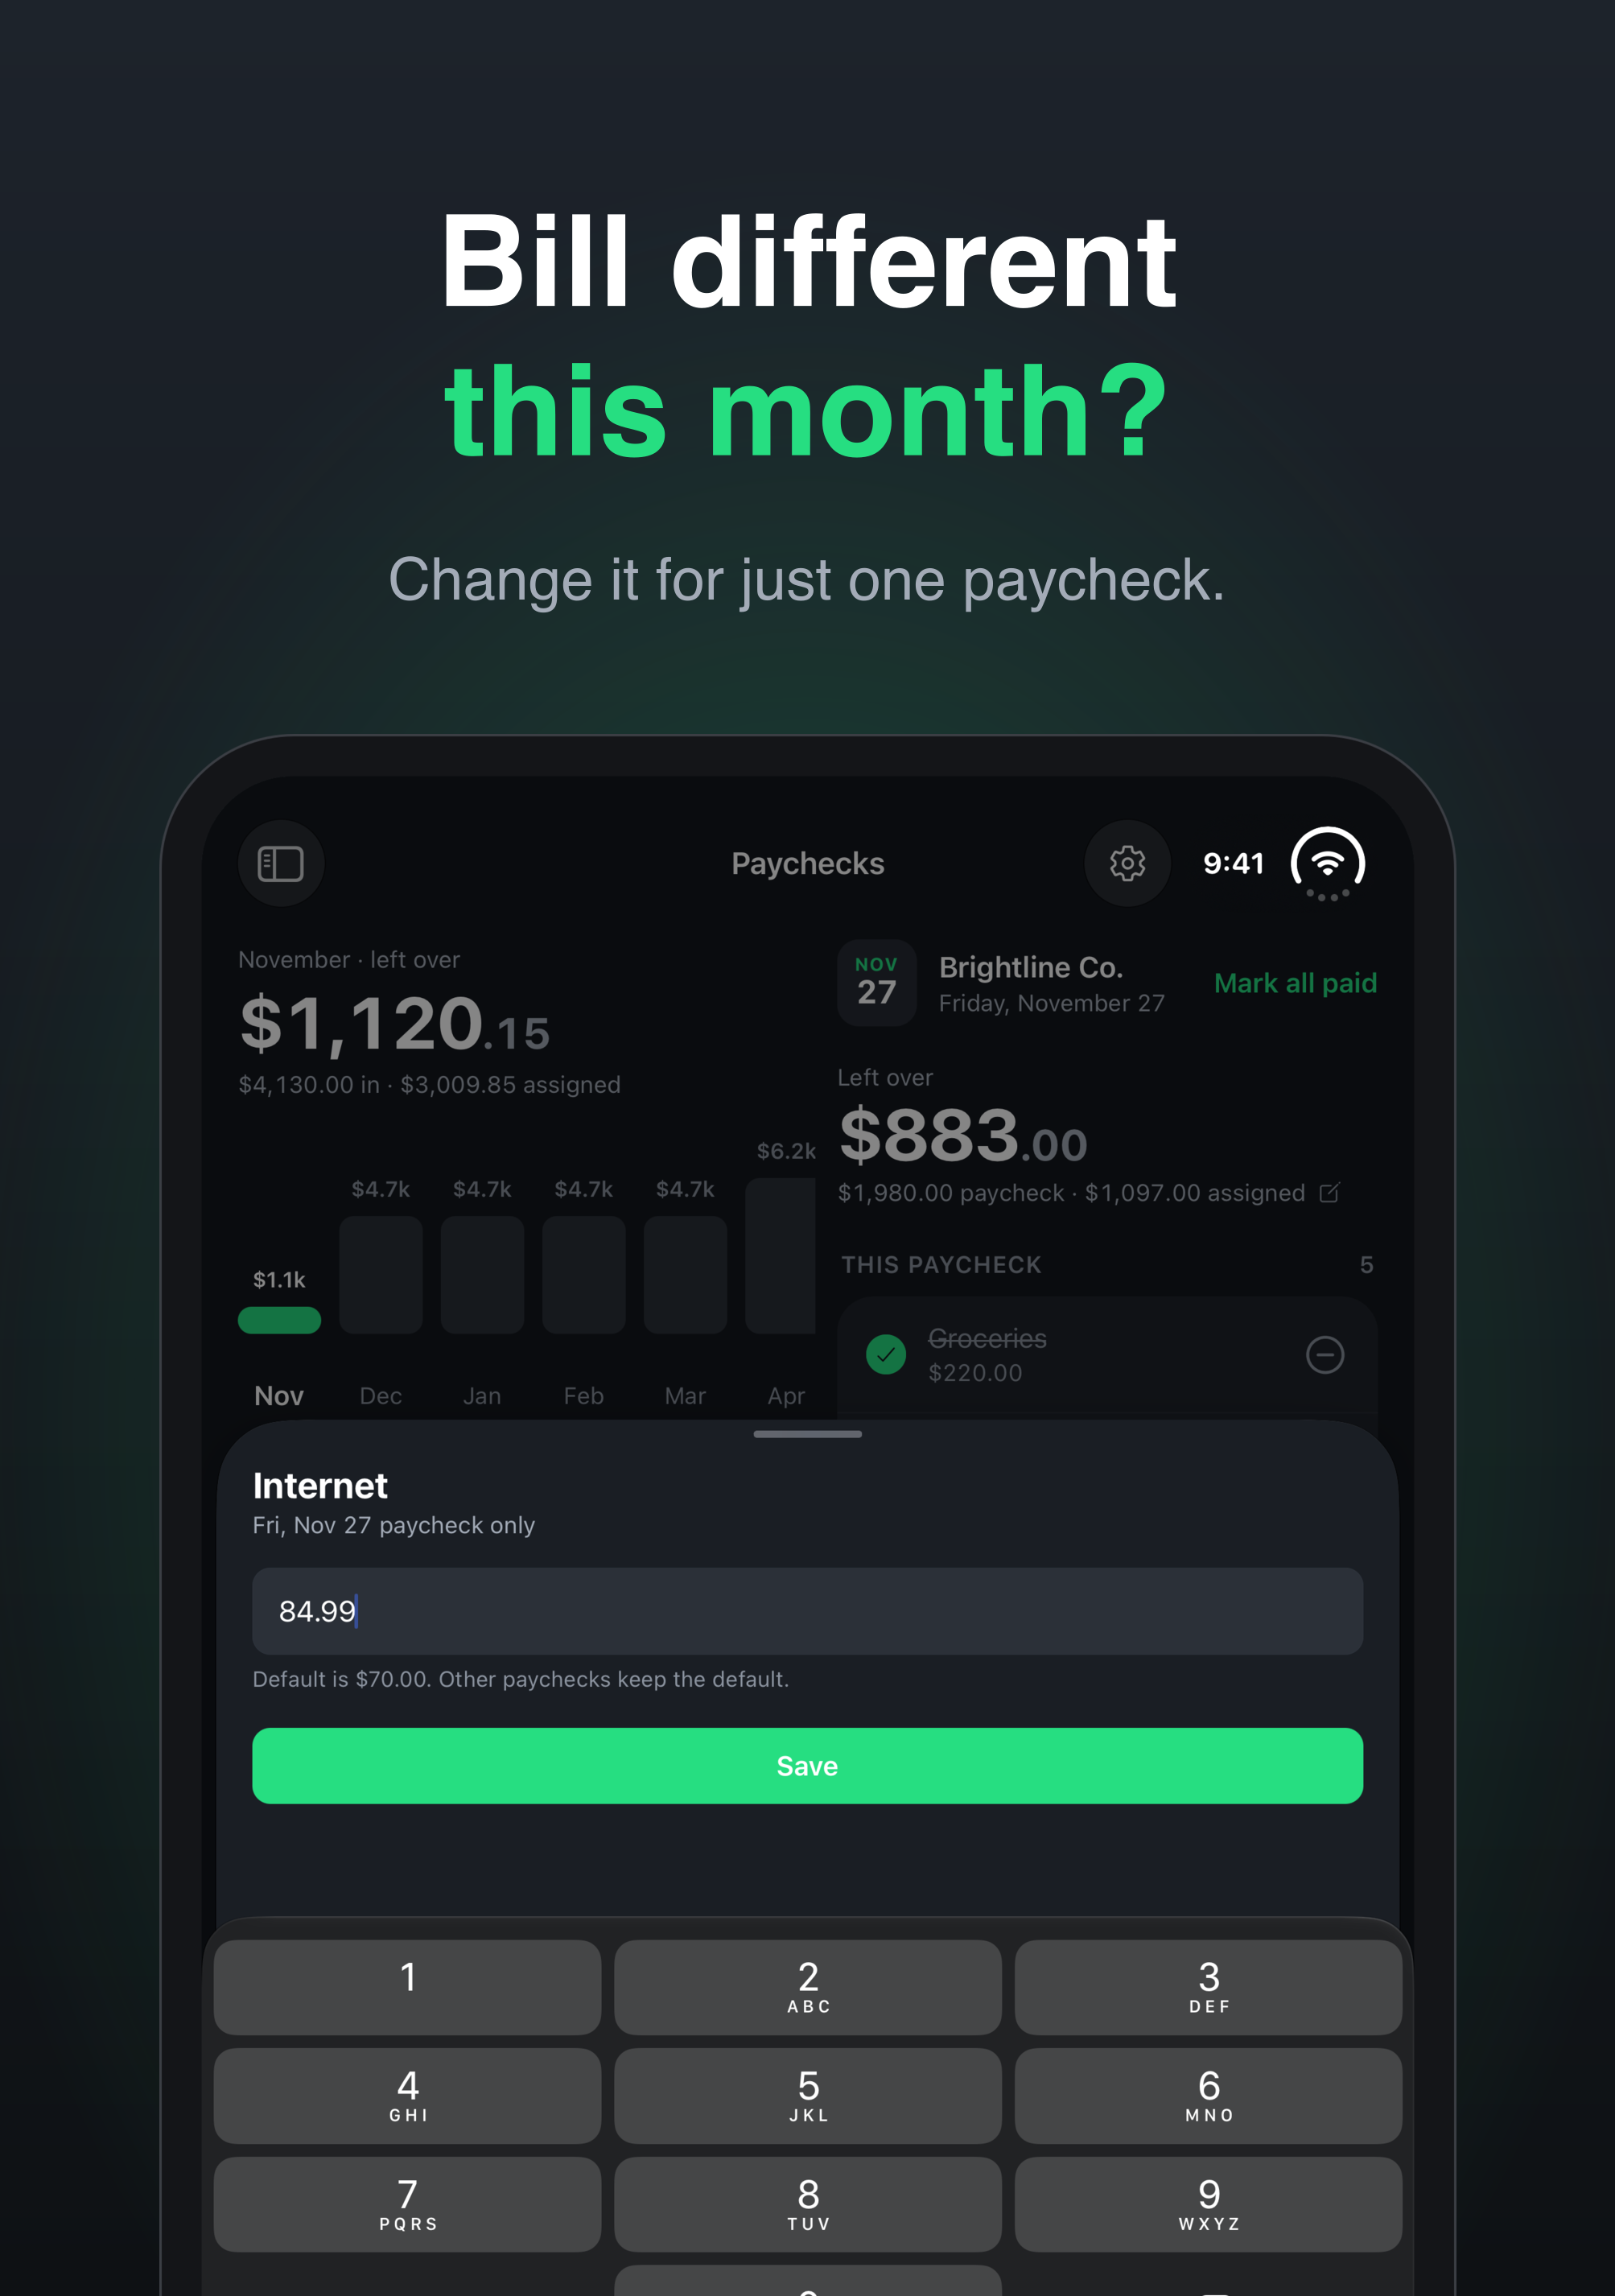 Bill different
this month?
Change it for just one paycheck.
Paychecks
9:41
November · left over
$1,120.15
$4,130.00 in · $3,009.85 assigned
$1.1k
$4.7k
$4.7k
$4.7k
$4.7k
$6.2k
Nov
Dec
Jan
Feb
Mar
Apr
NOV
27
Brightline Co.
Friday, November 27
Mark all paid
Left over
$883.00
$1,980.00 paycheck · $1,097.00 assigned
THIS PAYCHECK
5
Groceries
$220.00
Internet
Fri, Nov 27 paycheck only
84.99
Default is $70.00. Other paychecks keep the default.
Save
1
2
ABC
3
DEF
4
GHI
5
JKL
6
MNO
7
PQRS
8
TUV
9
WXYZ